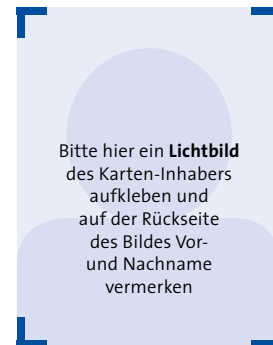 Bitte hier ein Lichtbild
des Karten-Inhabers
aufkleben und
auf der Rückseite
des Bildes Vor-
und Nachname
vermerken